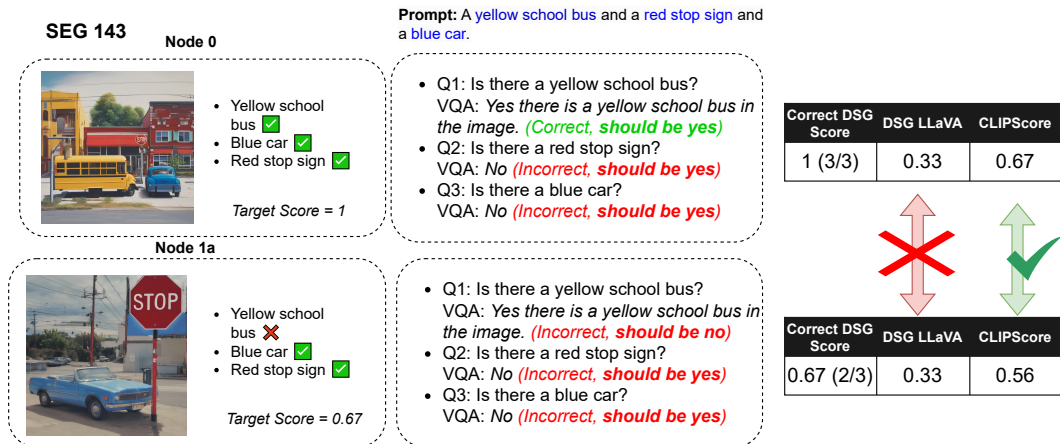 Prompt: A yellow school bus and a red stop sign and
a blue car.
SEG 143
Node 0
STOP
• Yellow school
bus ✅
• Blue car ✅
• Red stop sign ✅
Target Score = 1
• Q1: Is there a yellow school bus?
VQA: Yes there is a yellow school bus in
the image. (Correct, should be yes)
• Q2: Is there a red stop sign?
VQA: No (Incorrect, should be yes)
• Q3: Is there a blue car?
VQA: No (Incorrect, should be yes)
Correct DSG
Score
DSG LLaVA
CLIPScore
1 (3/3)
0.33
0.67
Node 1a
STOP
• Yellow school
bus ❌
• Blue car ✅
• Red stop sign ✅
Target Score = 0.67
• Q1: Is there a yellow school bus?
VQA: Yes there is a yellow school bus in
the image. (Incorrect, should be no)
• Q2: Is there a red stop sign?
VQA: No (Incorrect, should be yes)
• Q3: Is there a blue car?
VQA: No (Incorrect, should be yes)
Correct DSG
Score
DSG LLaVA
CLIPScore
0.67 (2/3)
0.33
0.56